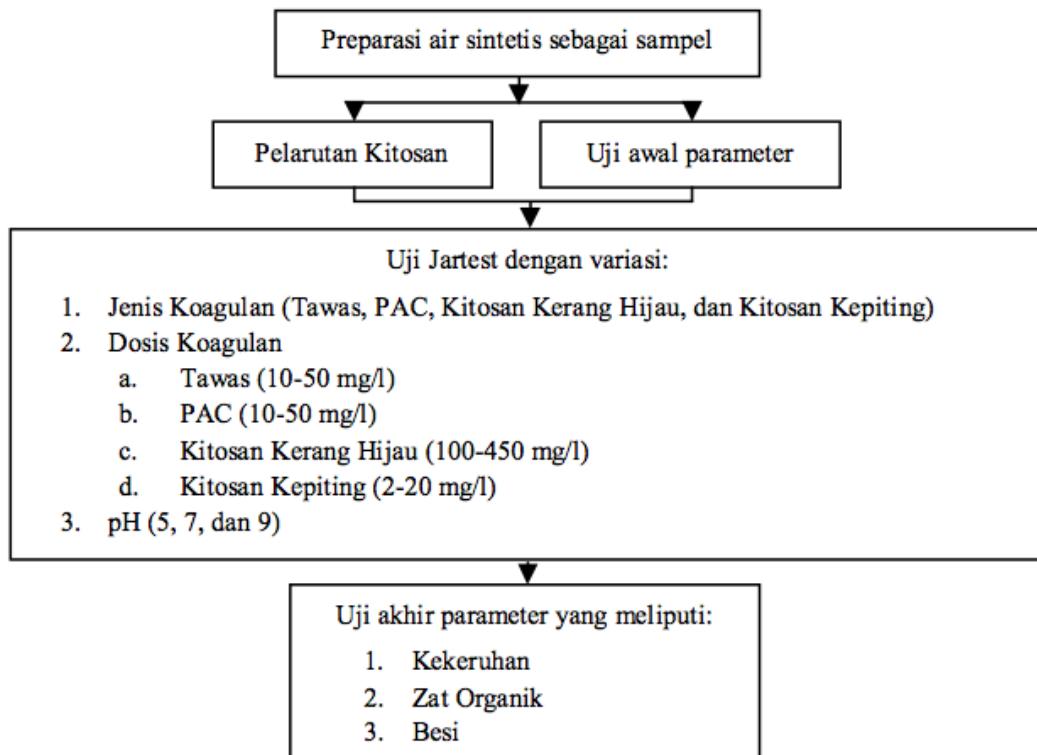 Preparasi air sintetis sebagai sampel
Pelarutan Kitosan
Uji awal parameter
Uji Jartest dengan variasi:
1. Jenis Koagulan (Tawas, PAC, Kitosan Kerang Hijau, dan Kitosan Kepiting)
2. Dosis Koagulan
a. Tawas (10-50 mg/l)
b. PAC (10-50 mg/l)
c. Kitosan Kerang Hijau (100-450 mg/l)
d. Kitosan Kepiting (2-20 mg/l)
3. pH (5, 7, dan 9)
Uji akhir parameter yang meliputi:
1. Kekeruhan
2. Zat Organik
3. Besi